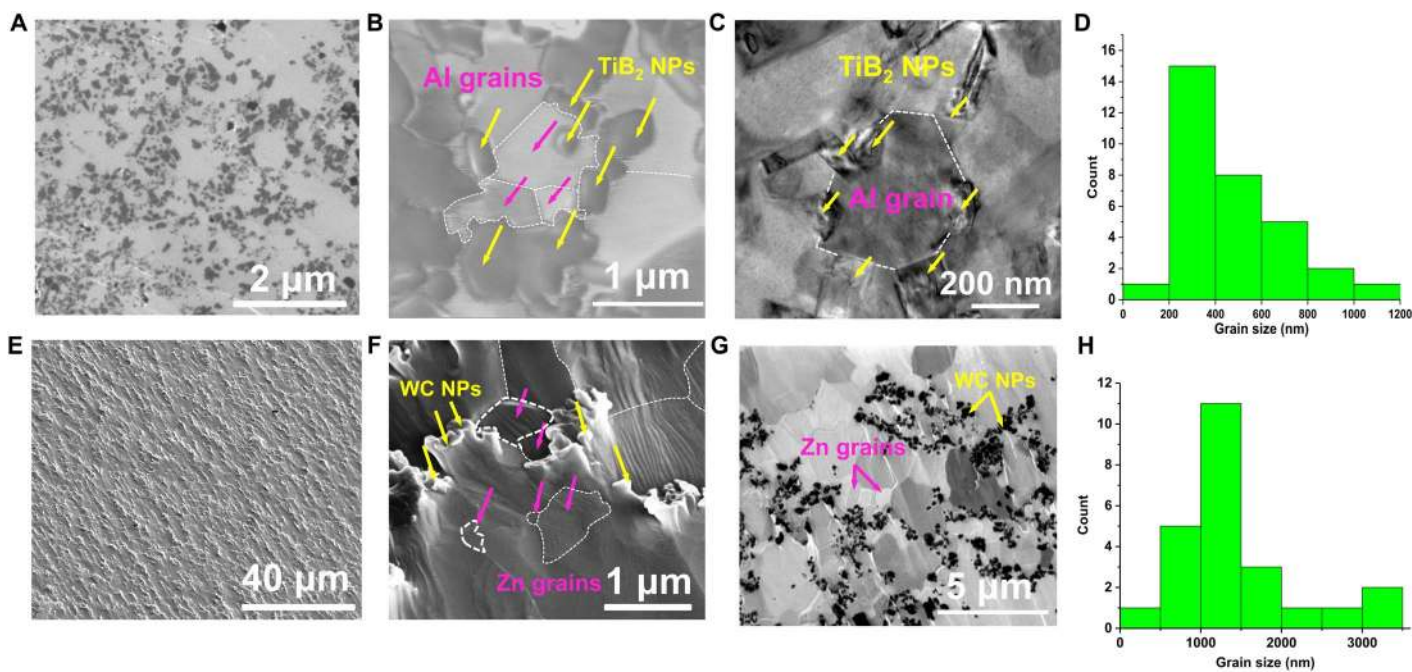 A
2 µm
B
Al grains
TiB₂ NPs
1 µm
C
TiB₂ NPs
Al grain
200 nm
D
16
14
12
10
8
6
4
2
0
Count
0 200 400 600 800 1000 1200
Grain size (nm)
E
40 µm
F
WC NPs
Zn grains
1 µm
G
WC NPs
Zn grains
5 µm
H
12
10
8
6
4
2
0
Count
0 1000 2000 3000
Grain size (nm)